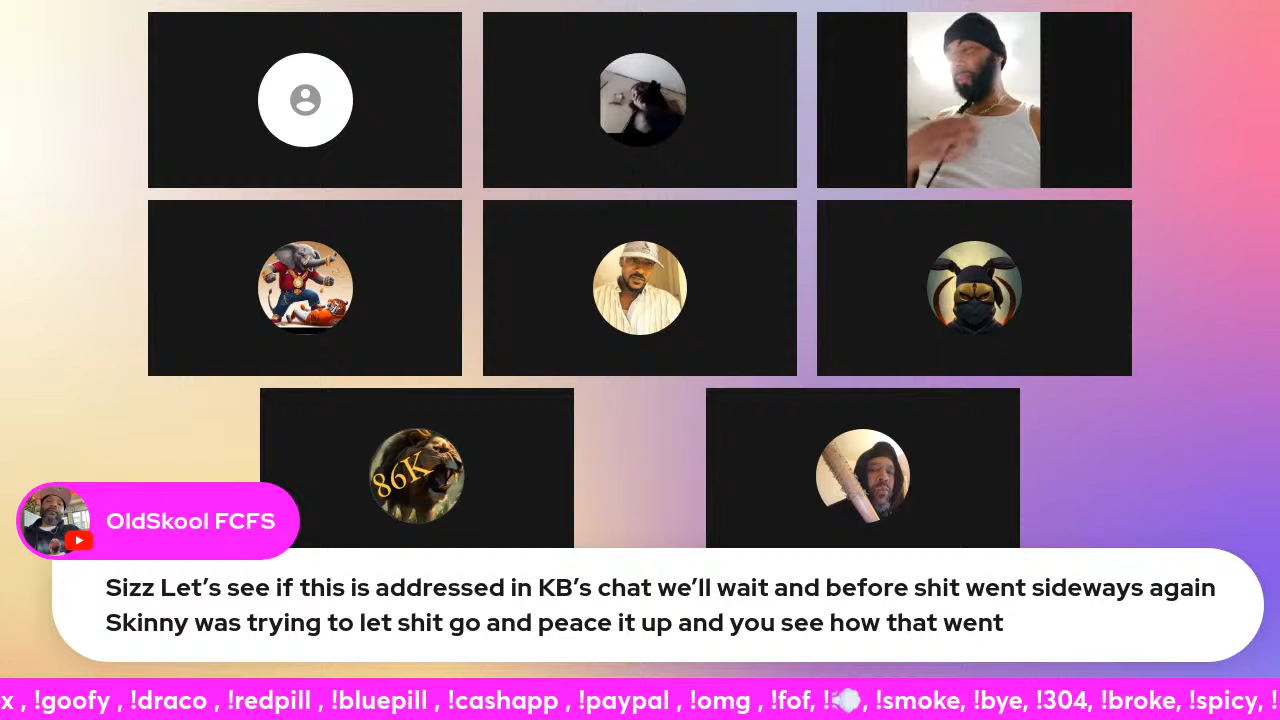 86K
OldSkool FCFS
Sizz Let’s see if this is addressed in KB’s chat we’ll wait and before shit went sideways again
Skinny was trying to let shit go and peace it up and you see how that went
x , !goofy , !draco , !redpill , !bluepill , !cashapp , !paypal , !omg , !fof, !💨, !smoke, !bye, !304, !broke, !spicy, !